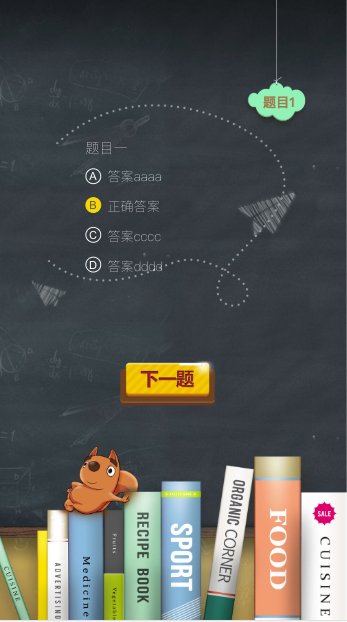 题目1
题目一
A 答案aaaa
B 正确答案
C 答案cccc
D 答案dddd
下一题
CUISINE
ADVERTISING
Medicine
Fruits
Vegetable
RECIPE BOOK
SPORT
ORGANIC CORNER
FOOD
SALE
CUISINE